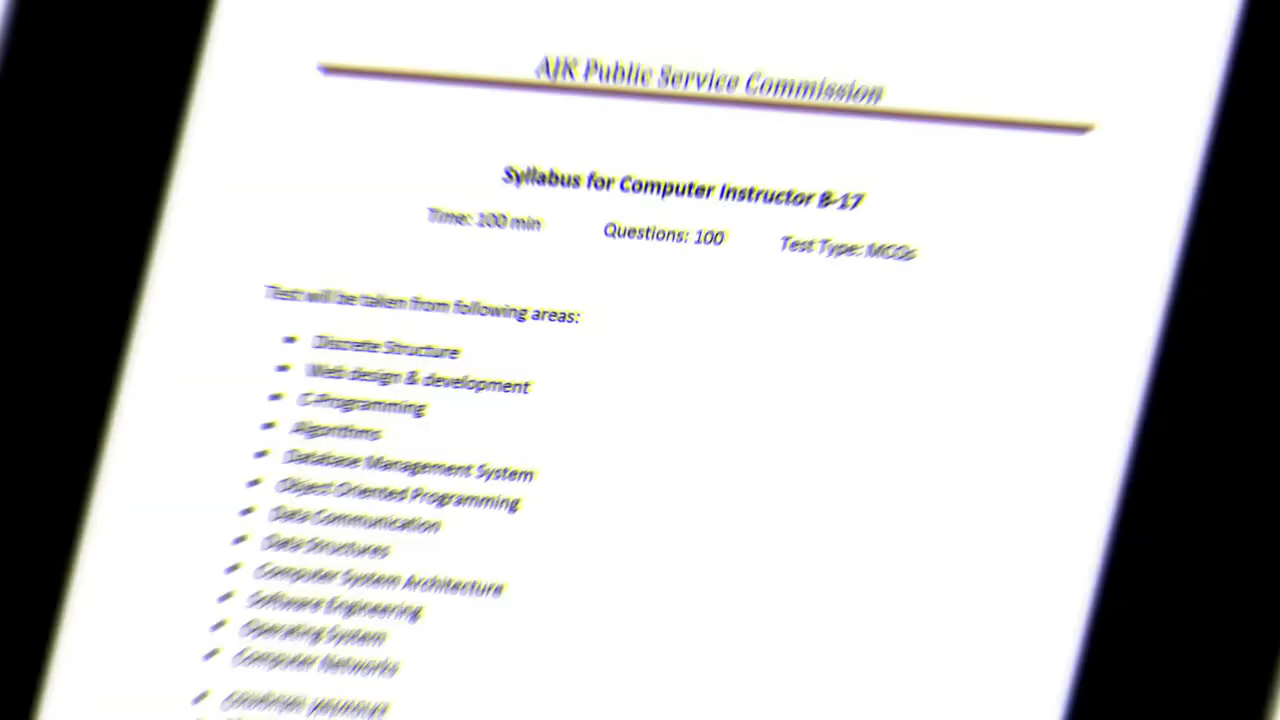 AJK Public Service Commission
Syllabus for Computer Instructor B-17
Time: 100 min Questions: 100 Test Type: MCQs
Test will be taken from following areas:
Discrete Structure
Web design & development
C-Programming
Algorithms
Database Management System
Object Oriented Programming
Data Communication
Data Structures
Computer System Architecture
Software Engineering
Operating System
Computer Networks